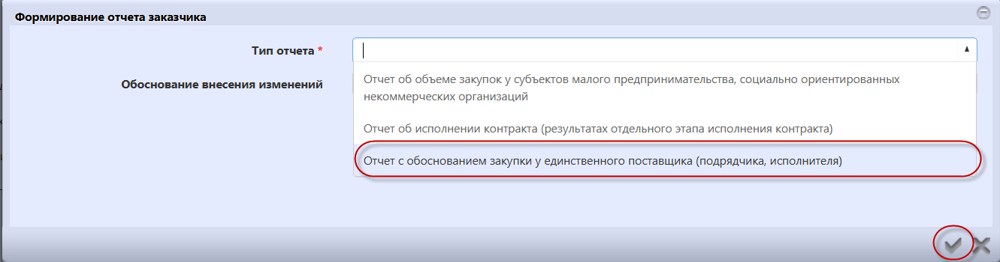 Формирование отчета заказчика
Тип отчета *
Отчет об объеме закупок у субъектов малого предпринимательства, социально ориентированных
некоммерческих организаций
Обоснование внесения изменений
Отчет об исполнении контракта (результатах отдельного этапа исполнения контракта)
Отчет с обоснованием закупки у единственного поставщика (подрядчика, исполнителя)